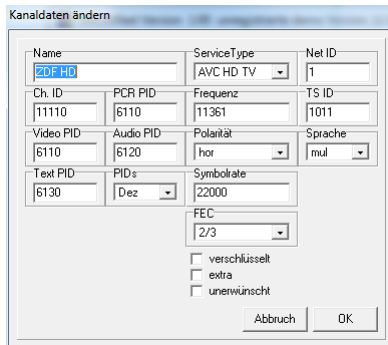 Kanaldaten ändern
Name ServiceType Net ID
ZDF HD AVC HD TV 1
Ch. ID PCR PID Frequenz TS ID
11110 6110 11361 1011
Video PID Audio PID Polarität Sprache
6110 6120 hor mul
Text PID PIDs Symbolrate
6130 Dez 22000
FEC
2/3
verschlüsselt
extra
unerwünscht
Abbruch OK